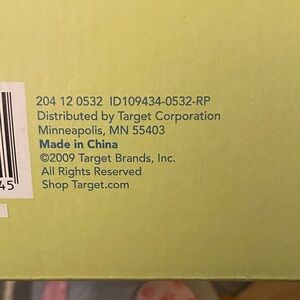 204 12 0532 ID109434-0532-RP
Distributed by Target Corporation
Minneapolis, MN 55403
Made in China
©2009 Target Brands, Inc.
All Rights Reserved
Shop Target.com
45